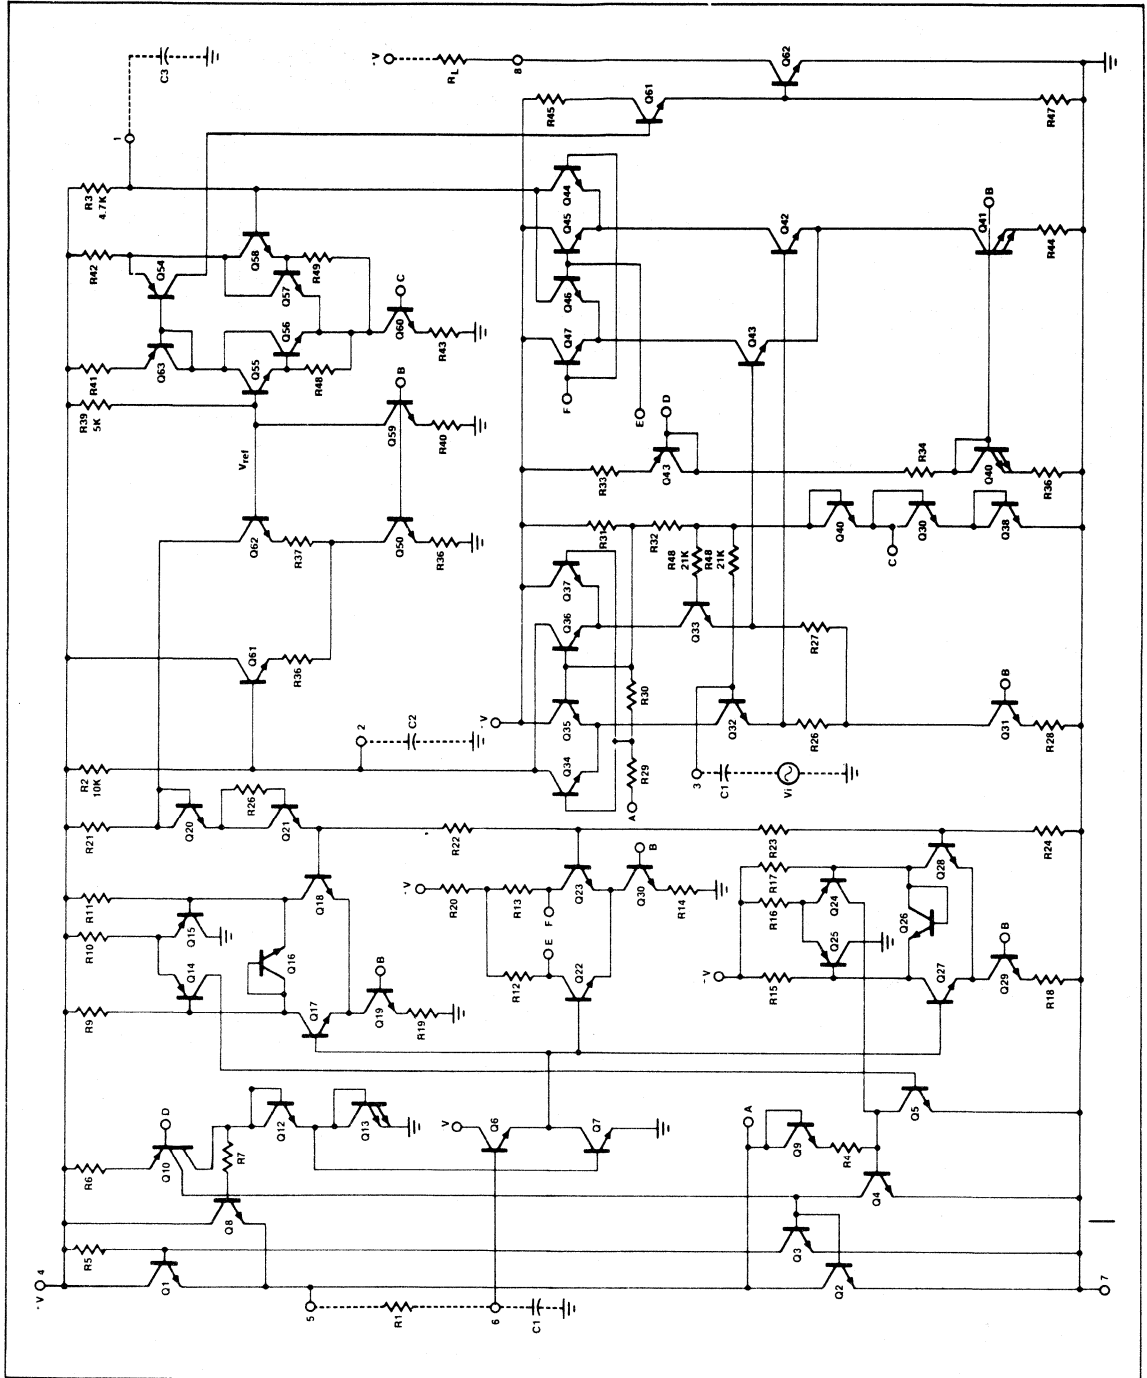 7
Q2
Q1
- V
4
Q3
R5
C1
6
R1
5
Q4
Q8
R6
Q10
D
R4
Q9
A
R7
Q5
Q7
Q6
V
Q13
Q12
R18
Q29
B
Q27
R15
- V
Q22
R12
E
R19
Q19
B
Q17
R9
Q14
Q26
Q25
R16
R14
Q30
B
Q23
F
R13
R20
- V
Q16
Q15
R10
Q28
Q24
R17
Q18
R11
R24
R23
R22
Q21
R26
Q20
R21
Vi
C1
3
A
R29
Q34
C2
2
R2
10K
R28
Q31
B
R26
Q32
R30
Q35
- V
R36
Q61
R27
Q33
Q36
Q37
Q38
Q30
C
Q40
R48
21K
R48
21K
R32
R31
R36
Q50
R37
Q62
R36
Q40
R34
Q43
D
R33
R40
Q59
B
Vref
R39
5K
Q43
E
F
Q47
Q46
R48
Q55
Q56
Q63
R41
R43
Q60
C
R44
Q41
B
Q42
Q45
Q44
R49
Q57
Q58
Q54
R42
R3
4.7K
1
C3
R47
Q61
R45
Q62
8
RL
- V